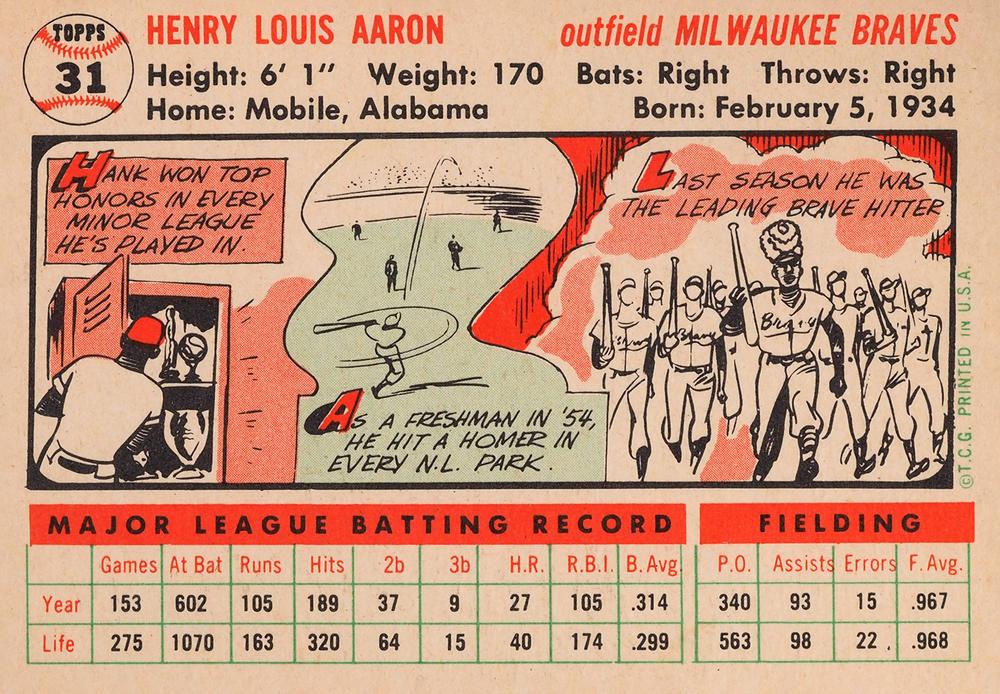 TOPPS
31
HENRY LOUIS AARON
outfield MILWAUKEE BRAVES
Height: 6' 1" Weight: 170 Bats: Right Throws: Right
Home: Mobile, Alabama Born: February 5, 1934
HANK WON TOP
HONORS IN EVERY
MINOR LEAGUE
HE'S PLAYED IN.
AS A FRESHMAN IN '54,
HE HIT A HOMER IN
EVERY N.L. PARK.
LAST SEASON HE WAS
THE LEADING BRAVE HITTER
Braves
©T.C.G. PRINTED IN U.S.A.
MAJOR LEAGUE BATTING RECORD
Games At Bat Runs Hits 2b 3b H.R. R.B.I. B. Avg.
Year 153 602 105 189 37 9 27 105 .314
Life 275 1070 163 320 64 15 40 174 .299
FIELDING
P.O. Assists Errors F. Avg.
340 93 15 .967
563 98 22 .968